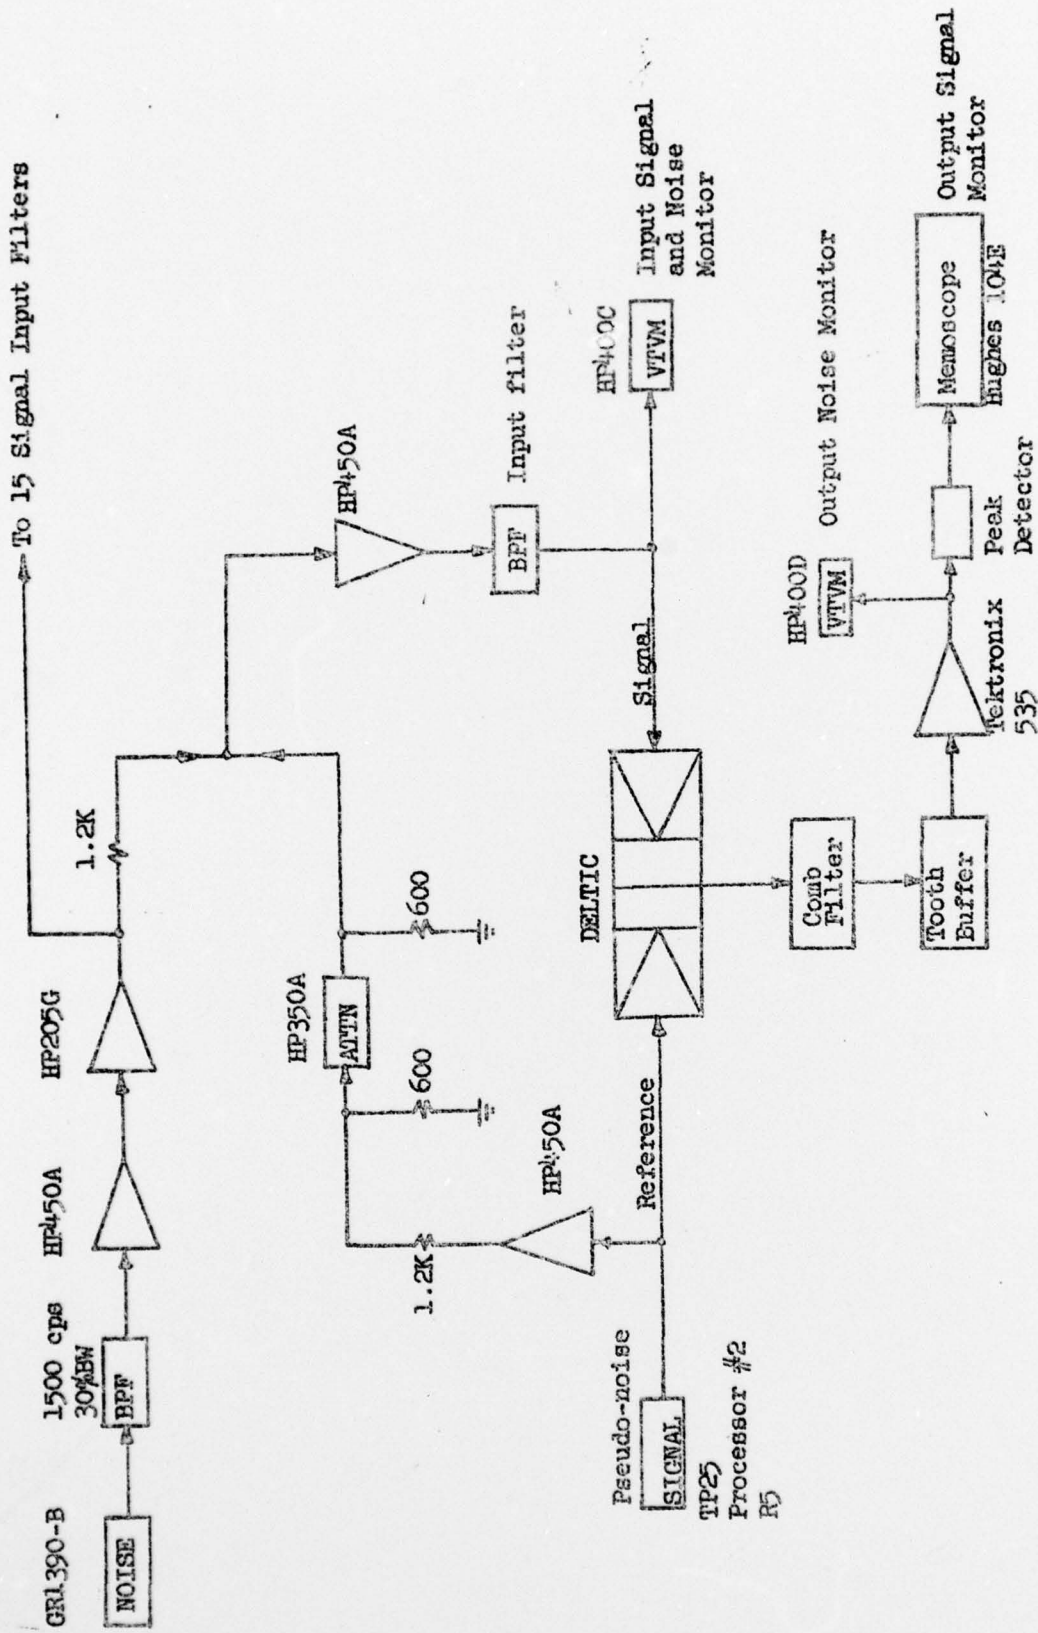 To 15 Signal Input Filters
GR1390-B
NOISE
1500 cps
30%BW
BPF
HP450A
HP205G
1.2K
HP350A
ATTN
600
600
1.2K
HP450A
HP450A
BPF
Input filter
HP400C
VTVM
Input Signal
and Noise
Monitor
Pseudo-noise
SIGNAL
TP25
Processor #2
R5
Reference
DELTIC
Signal
Comb
Filter
Tooth
Buffer
Tektronix
535
HP400D
VTVM
Output Noise Monitor
Peak
Detector
Memoscope
Hughes 104E
Output Signal
Monitor